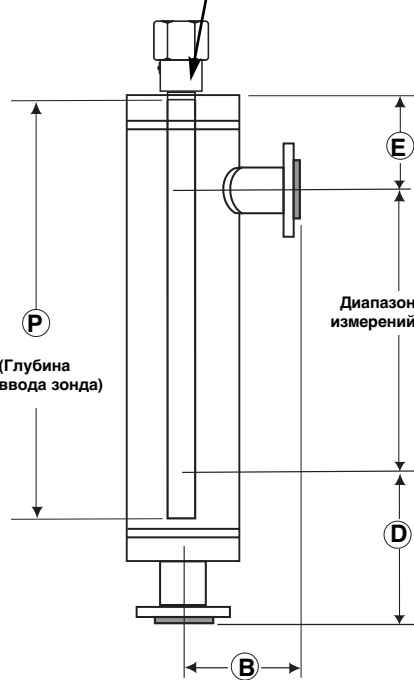 E
P
Диапазон
измерений
(Глубина
ввода зонда)
D
B